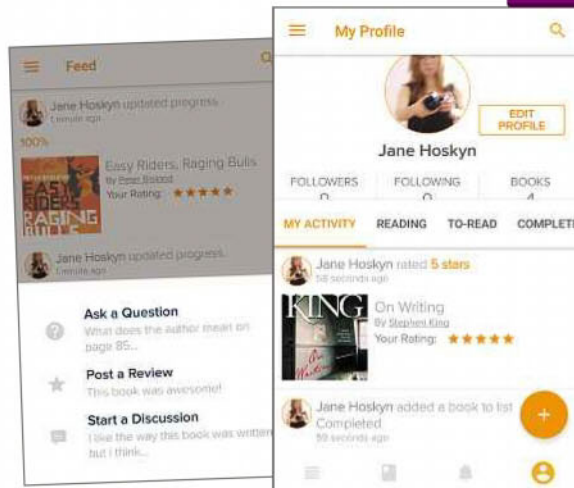 Feed
Jane Hoskyn updated progress
1 minute ago
100%
EASY
RIDERS
RAGING
BULLS
Easy Riders, Raging Bulls
By Peter Biskind
Your Rating:
Jane Hoskyn updated progress.
1 minute ago
Ask a Question
What does the author mean on
page 85...
Post a Review
This book was awesome!
Start a Discussion
I like the way this book was written
but I think...
My Profile
EDIT
PROFILE
Jane Hoskyn
FOLLOWERS
FOLLOWING
BOOKS
0
0
4
MY ACTIVITY
READING
TO-READ
COMPLETE
Jane Hoskyn rated 5 stars
58 seconds ago
KING
On Writing
On Writing
By Stephen King
Your Rating:
Jane Hoskyn added a book to list
Completed
59 seconds ago
+